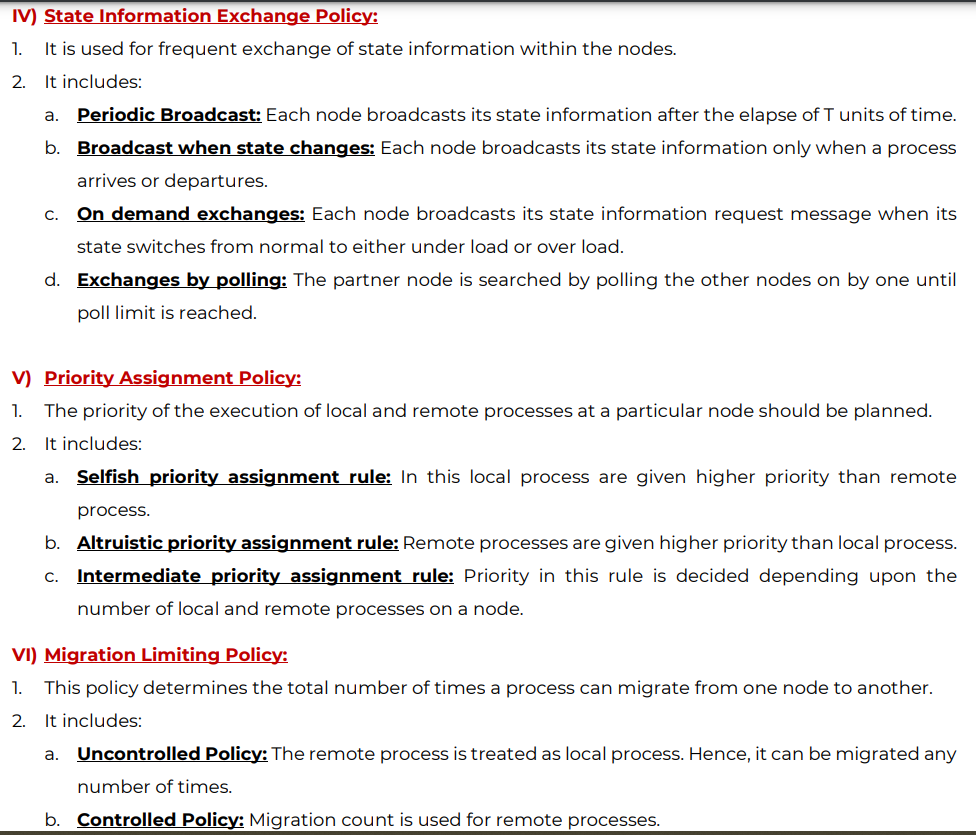 IV) State Information Exchange Policy:
1. It is used for frequent exchange of state information within the nodes.
2. It includes:
a. Periodic Broadcast: Each node broadcasts its state information after the elapse of T units of time.
b. Broadcast when state changes: Each node broadcasts its state information only when a process
arrives or departures.
c. On demand exchanges: Each node broadcasts its state information request message when its
state switches from normal to either under load or over load.
d. Exchanges by polling: The partner node is searched by polling the other nodes on by one until
poll limit is reached.
V) Priority Assignment Policy:
1. The priority of the execution of local and remote processes at a particular node should be planned.
2. It includes:
a. Selfish priority assignment rule: In this local process are given higher priority than remote
process.
b. Altruistic priority assignment rule: Remote processes are given higher priority than local process.
c. Intermediate priority assignment rule: Priority in this rule is decided depending upon the
number of local and remote processes on a node.
VI) Migration Limiting Policy:
1. This policy determines the total number of times a process can migrate from one node to another.
2. It includes:
a. Uncontrolled Policy: The remote process is treated as local process. Hence, it can be migrated any
number of times.
b. Controlled Policy: Migration count is used for remote processes.